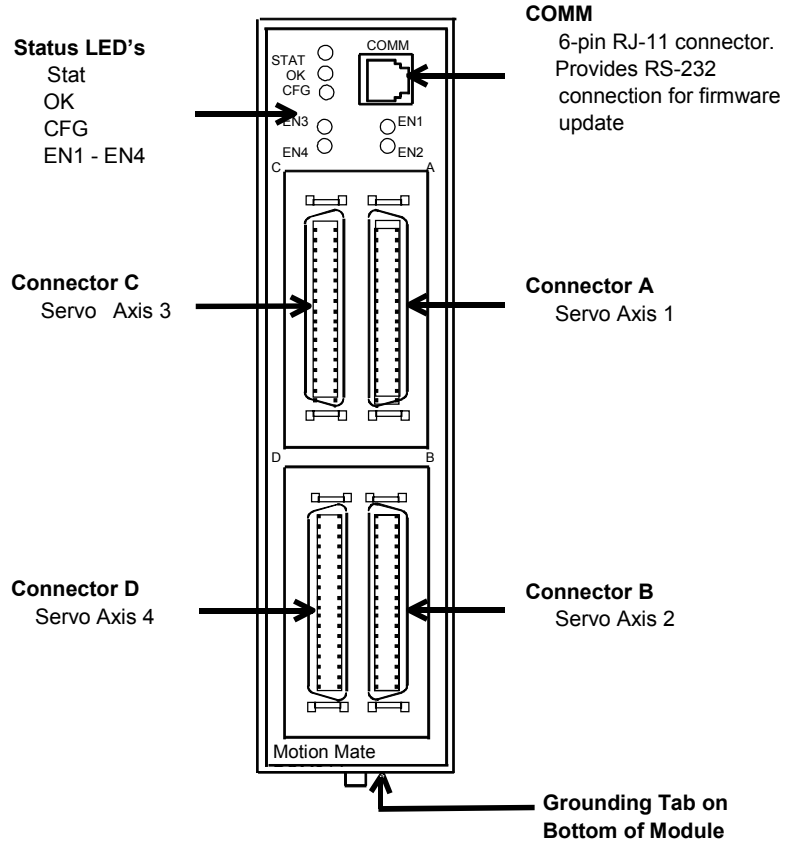 COMM
6-pin RJ-11 connector.
Provides RS-232
connection for firmware
update
Status LED's
Stat
OK
CFG
EN1 - EN4
COMM
STAT
OK
CFG
EN3
EN1
EN4
EN2
C
A
Connector C
Servo Axis 3
Connector A
Servo Axis 1
D
B
Connector D
Servo Axis 4
Connector B
Servo Axis 2
Motion Mate
Grounding Tab on
Bottom of Module